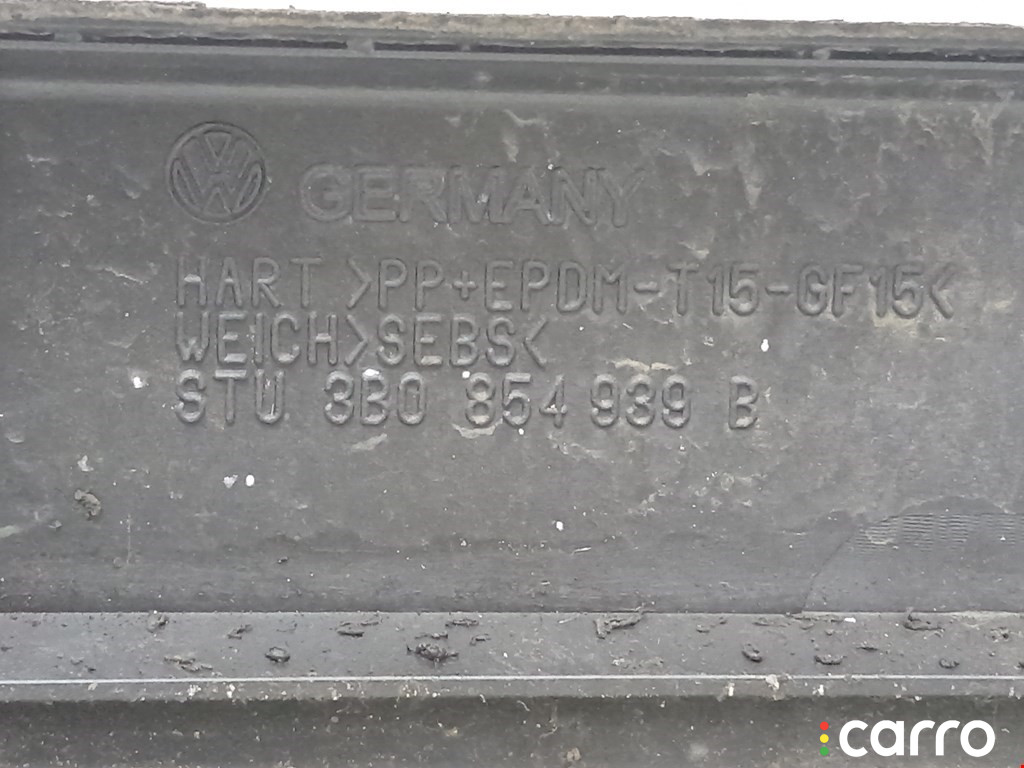 GERMANY
HART >PP+EPDM-T15-GF15<
WEICH>SEBS<
STU 3B0 854 939 B
carro